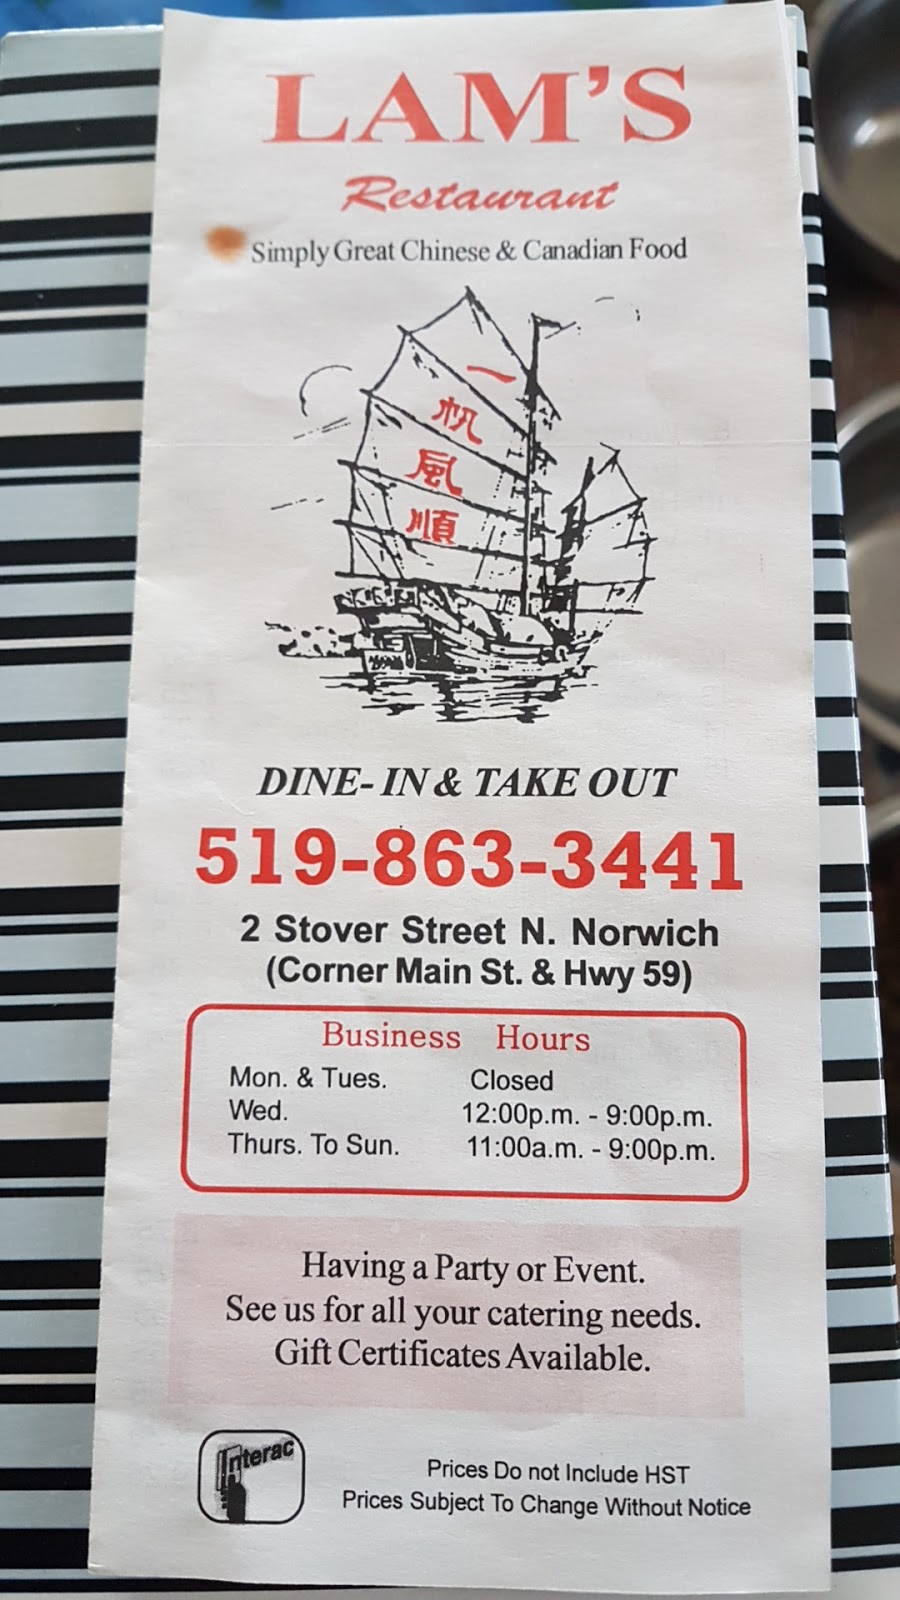 LAM'S
Restaurant
Simply Great Chinese & Canadian Food
一
帆
風
順
DINE-IN & TAKE OUT
519-863-3441
2 Stover Street N. Norwich
(Corner Main St. & Hwy 59)
Business Hours
Mon. & Tues. Closed
Wed. 12:00p.m. - 9:00p.m.
Thurs. To Sun. 11:00a.m. - 9:00p.m.
Having a Party or Event.
See us for all your catering needs.
Gift Certificates Available.
Interac
Prices Do not Include HST
Prices Subject To Change Without Notice